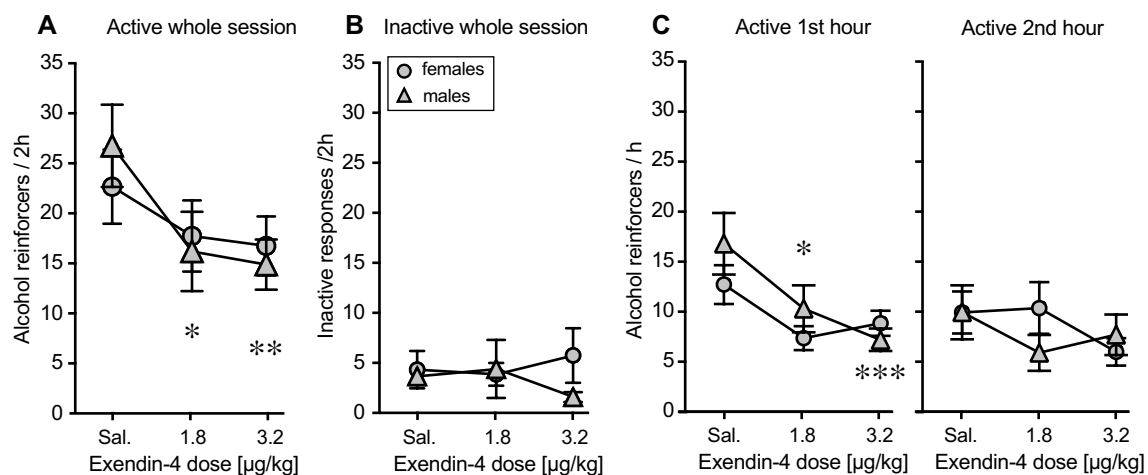 A Active whole session
Alcohol reinforcers / 2h
35
30
25
20
15
10
5
0
*
**
Sal. 1.8 3.2
Exendin-4 dose [µg/kg]
B Inactive whole session
Inactive responses /2h
35
30
25
20
15
10
5
0
females
males
Sal. 1.8 3.2
Exendin-4 dose [µg/kg]
C Active 1st hour
Alcohol reinforcers / h
35
30
25
20
15
10
5
0
*
***
Sal. 1.8 3.2
Exendin-4 dose [µg/kg]
Active 2nd hour
Sal. 1.8 3.2
Exendin-4 dose [µg/kg]